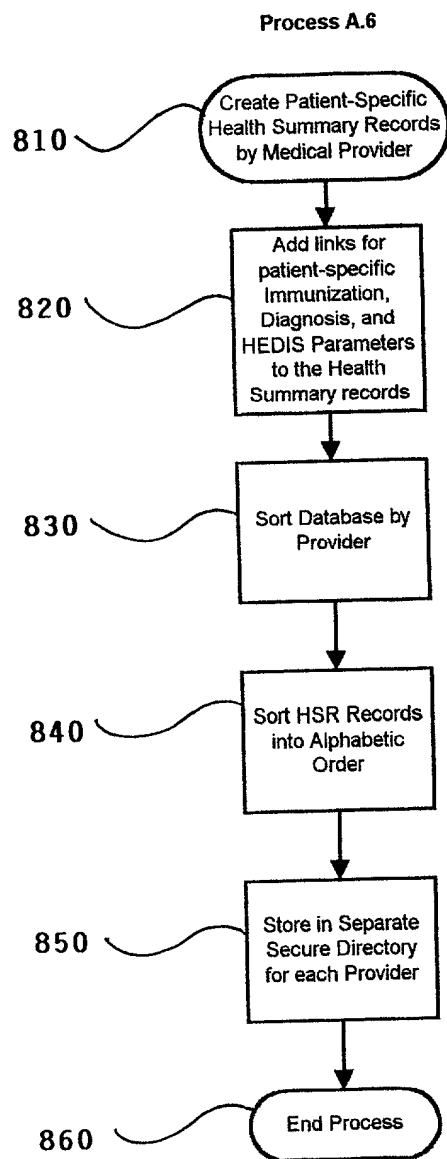 Process A.6
810
Create Patient-Specific
Health Summary Records
by Medical Provider
820
Add links for
patient-specific
Immunization,
Diagnosis, and
HEDIS Parameters
to the Health
Summary records
830
Sort Database by
Provider
840
Sort HSR Records
into Alphabetic
Order
850
Store in Separate
Secure Directory
for each Provider
860
End Process